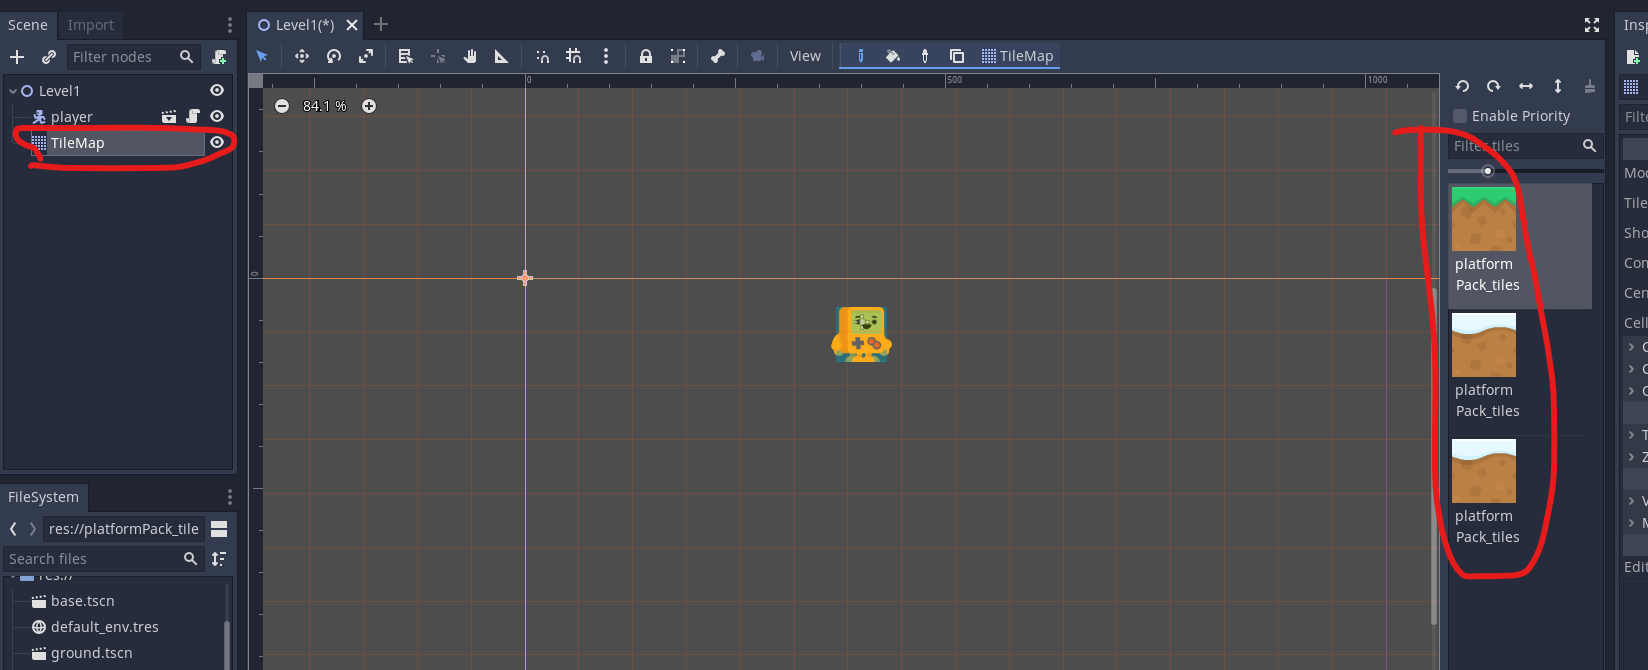 Scene
Import
Level1(*)
Insp
Filter nodes
View
TileMap
Level1
player
TileMap
0
500
1000
0
84.1 %
Enable Priority
Filter tiles
platform
Pack_tiles
platform
Pack_tiles
platform
Pack_tiles
Filte
Mod
Tile
Sho
Con
Cen
Cell
C
C
C
T
Z
V
M
Edit
FileSystem
res://platformPack_tile
Search files
res://
base.tscn
default_env.tres
ground.tscn